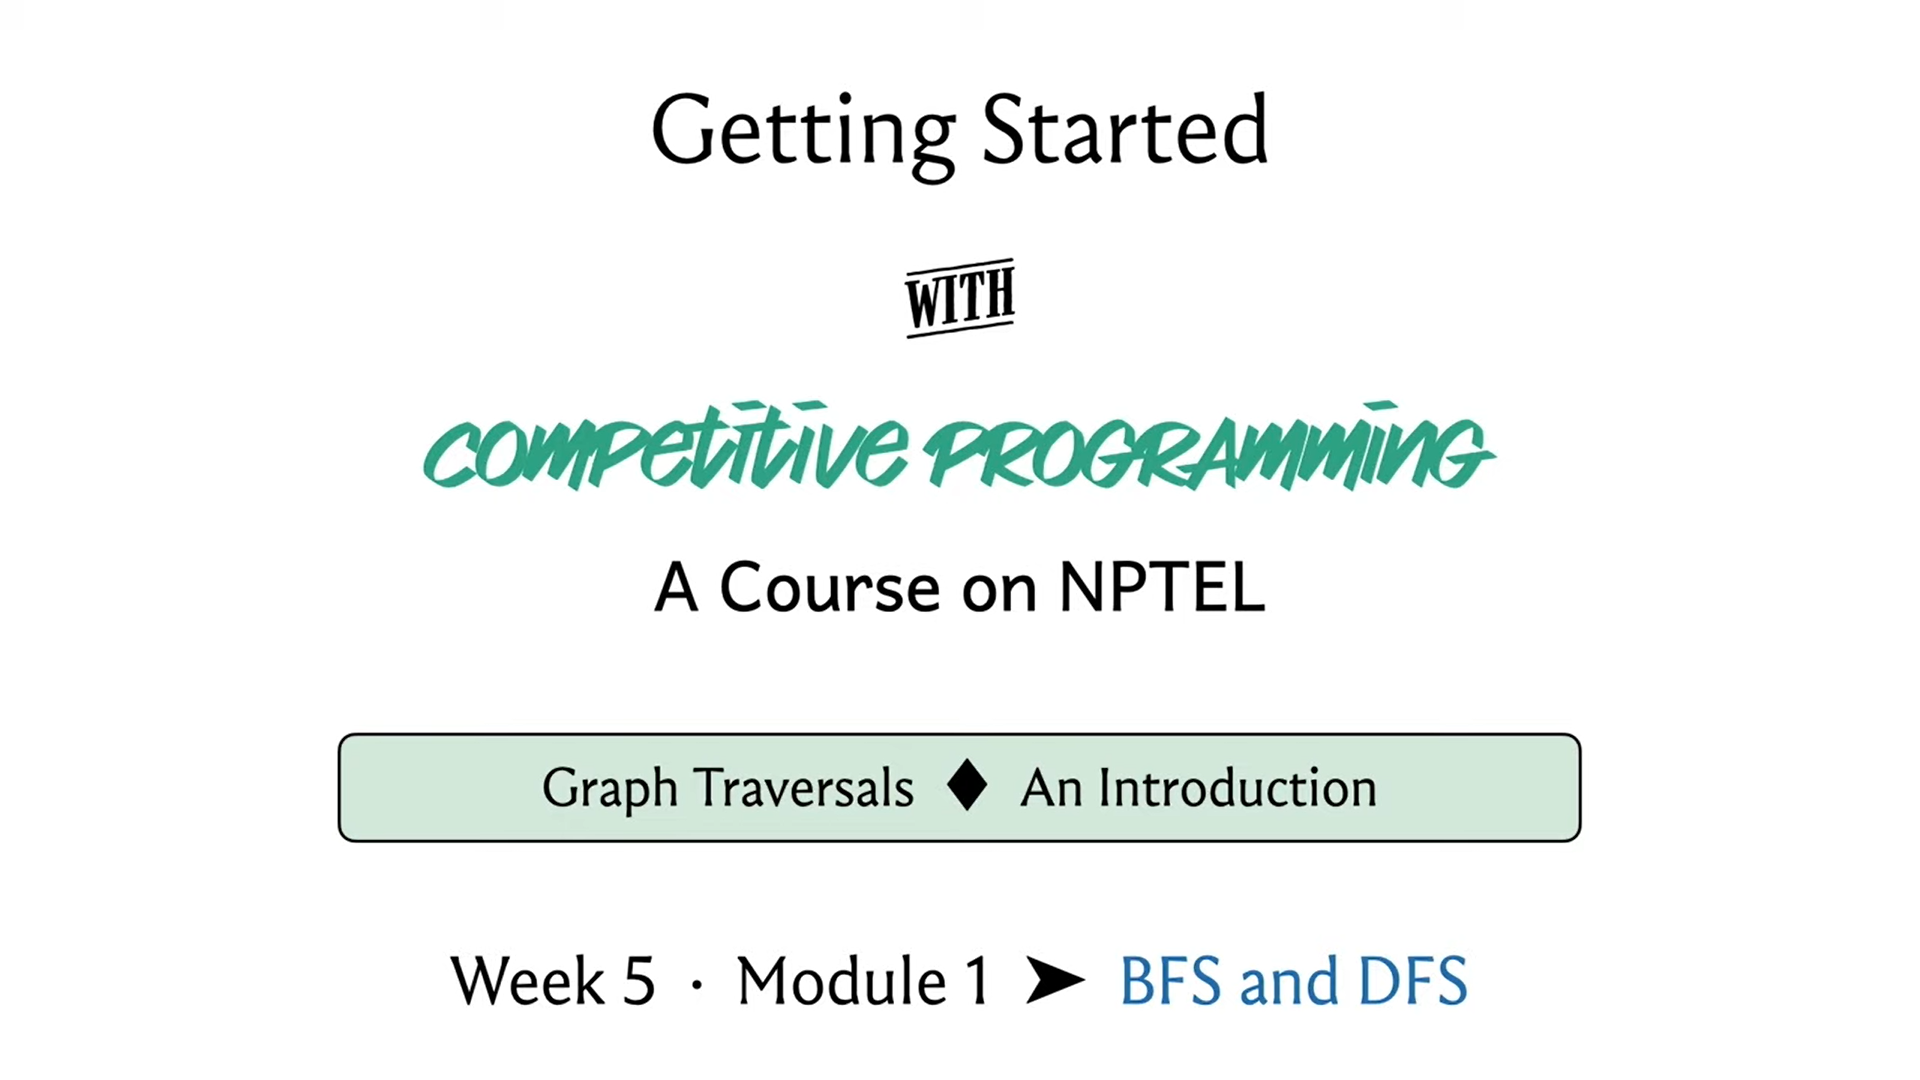 Getting Started
WITH
COMPETITIVE PROGRAMMING
A Course on NPTEL
Graph Traversals ♦ An Introduction
Week 5 · Module 1 ➤ BFS and DFS